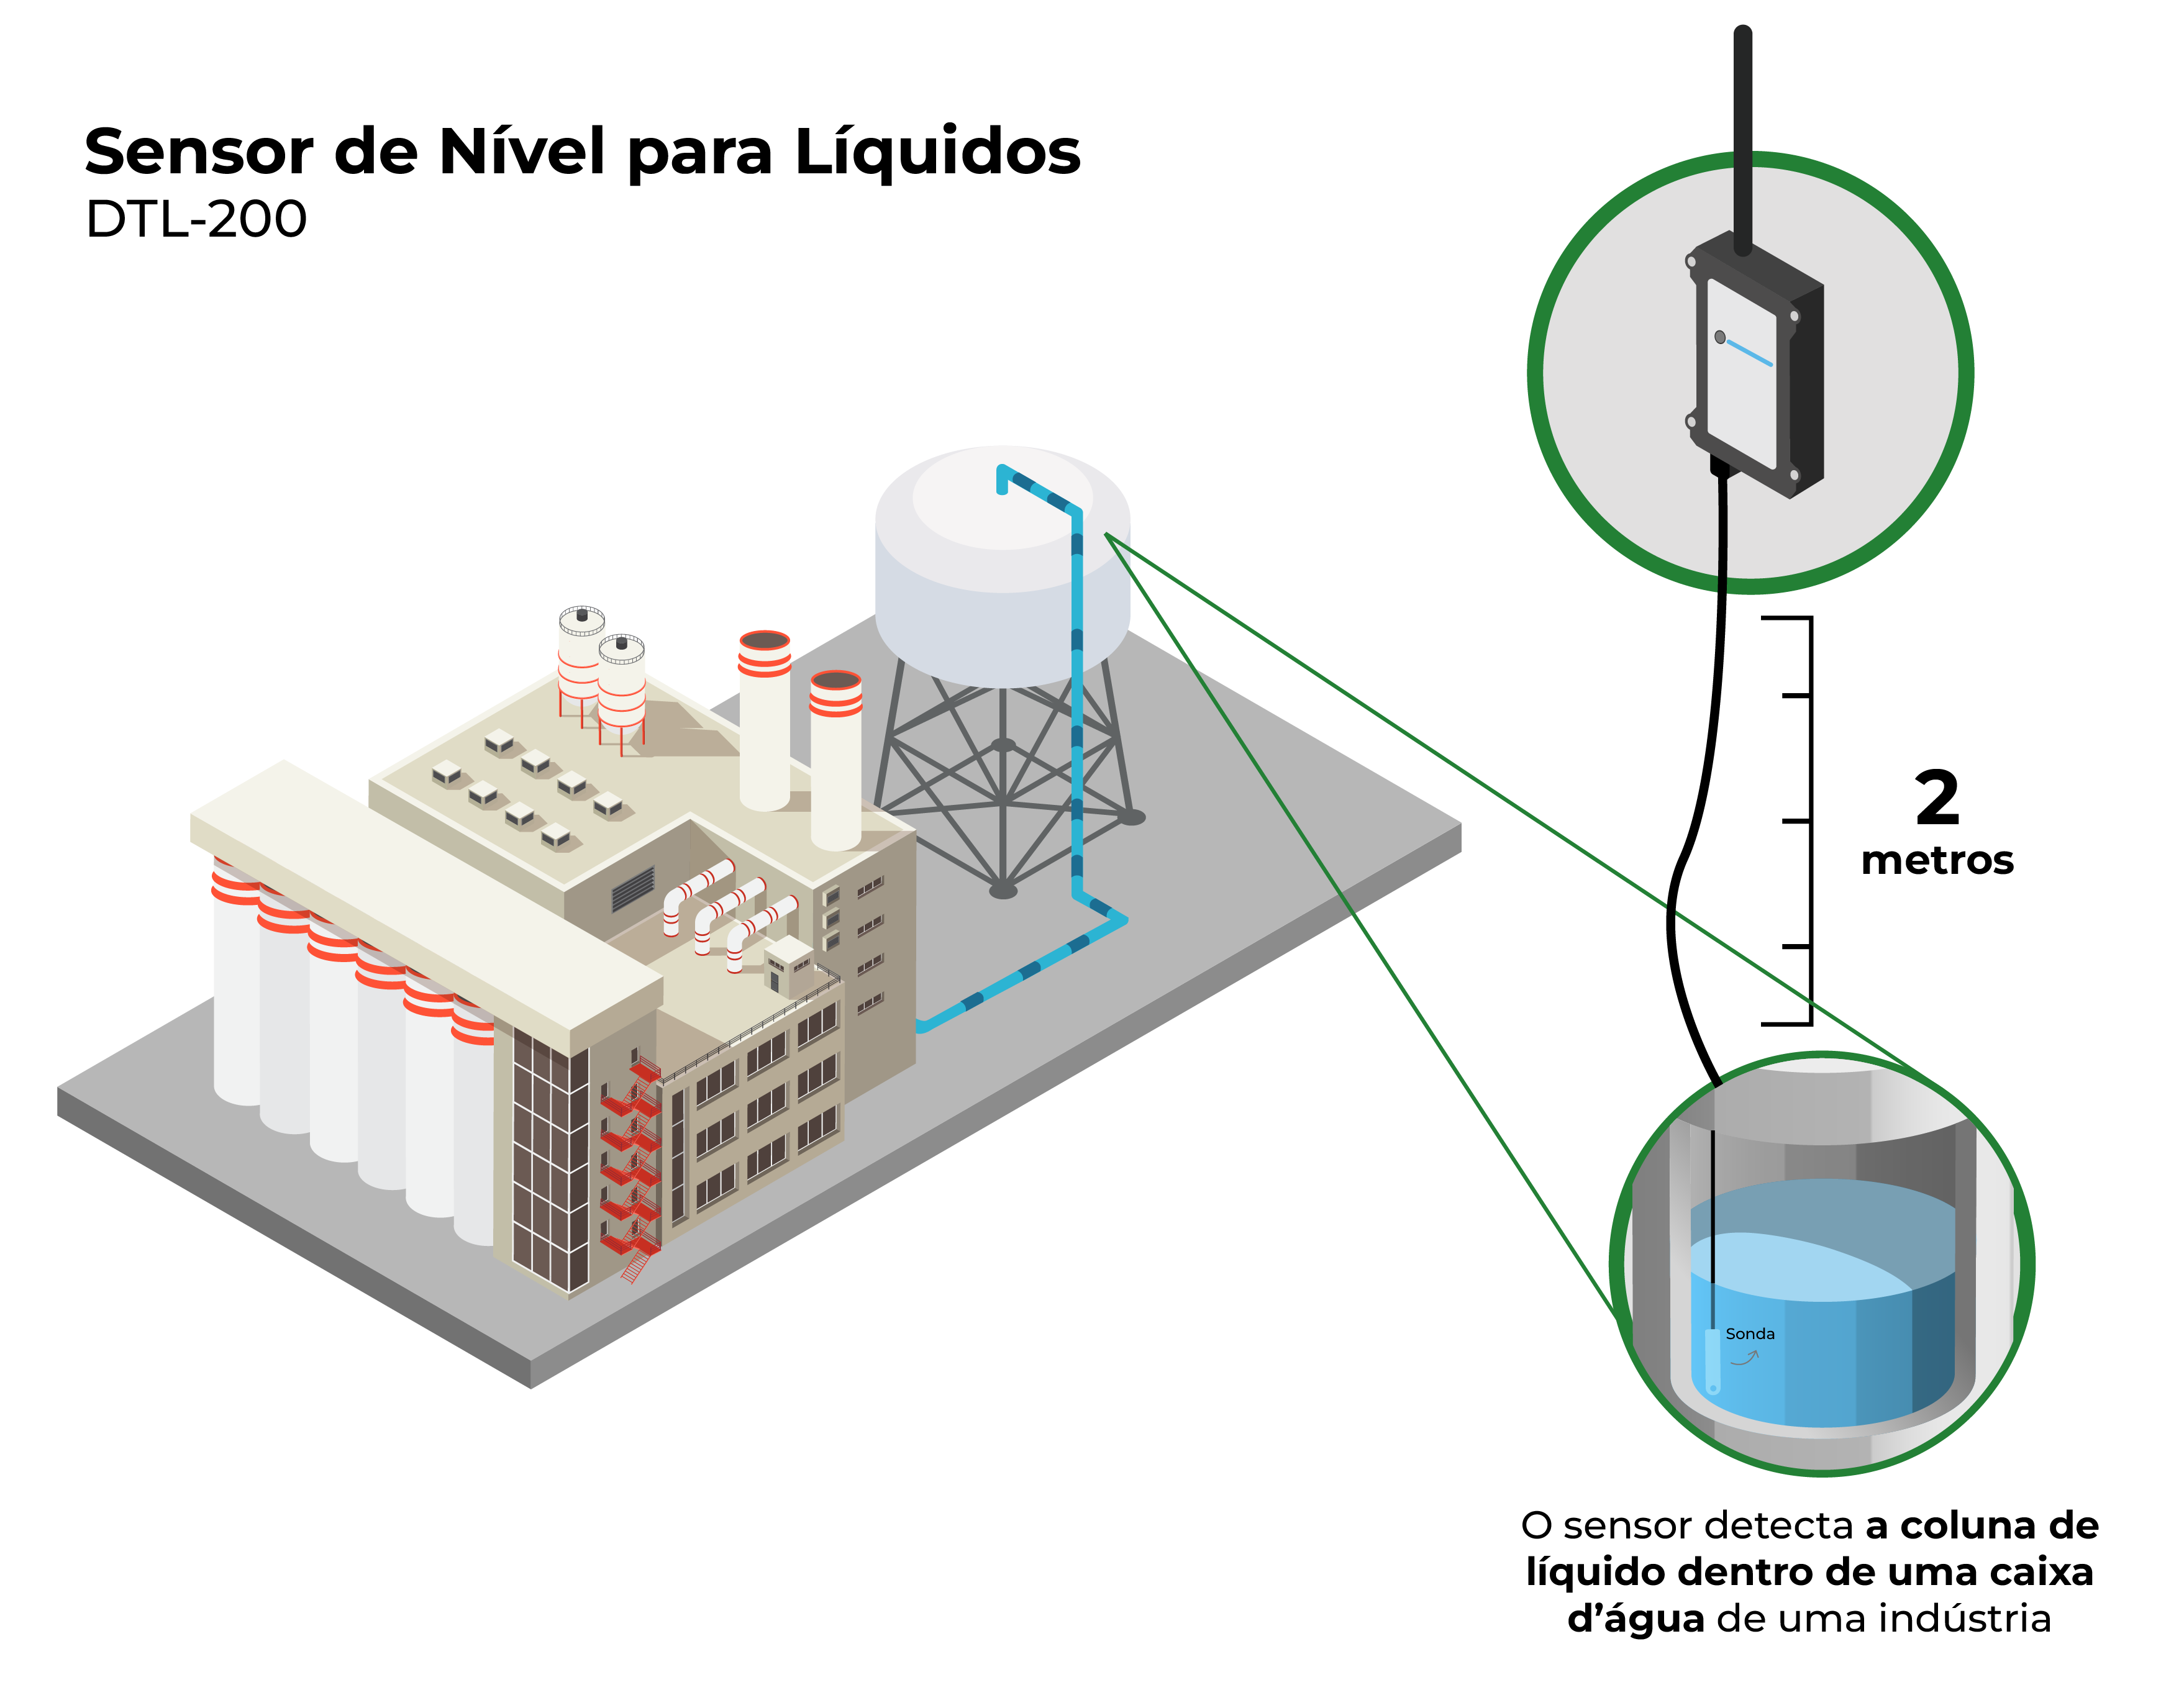 Sensor de Nível para Líquidos
DTL-200
2
metros
Sonda
O sensor detecta a coluna de
líquido dentro de uma caixa
d’água de uma indústria